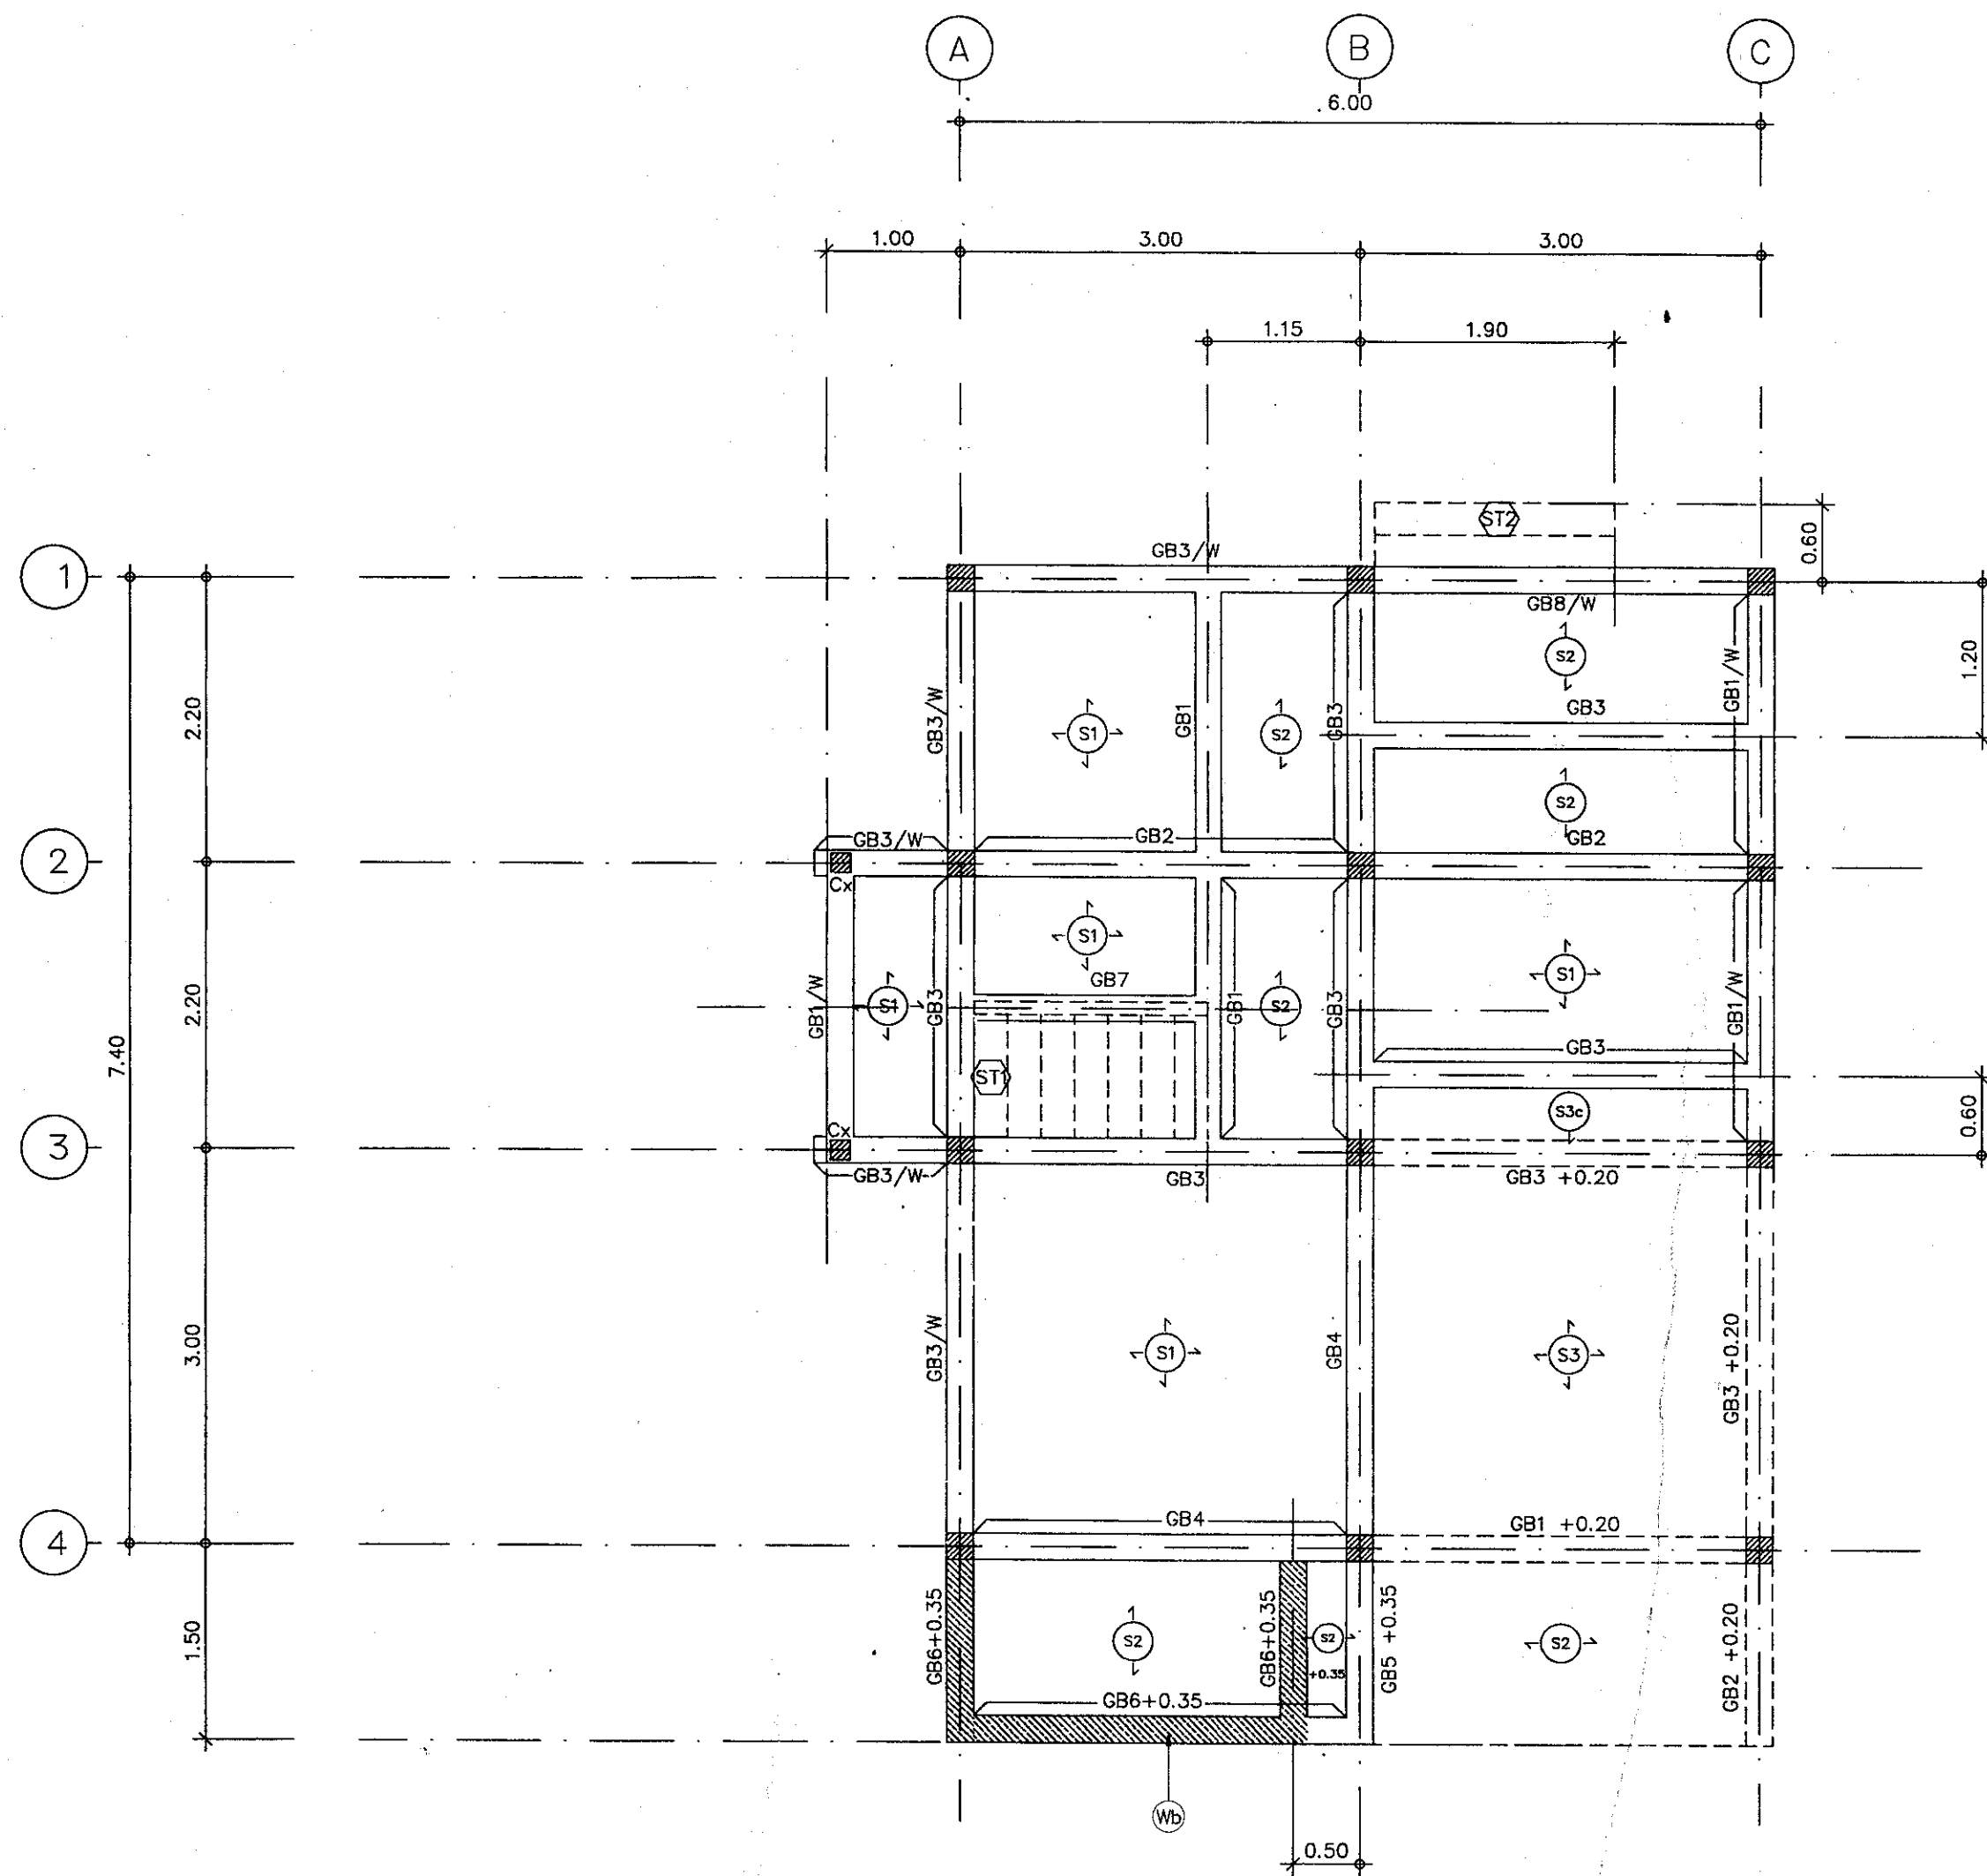 A B C
6.00
1.00 3.00 3.00
1.15 1.90
ST2
0.60
1 GB3/W
GB8/W
S2
1.20
GB1/W
2.20
GB3/W
S1
GB1
S2
GB3
GB3
S2
GB3/W GB2 GB2
2
Cx
S1
GB7
S1
2.20
GB1/W
S1
GB3
GB1
S2
GB3
GB1/W
7.40
GB3
ST1
S3c
0.60
3
Cx
GB3/W GB3 GB3 +0.20
3.00
GB3/W
S1
GB4
S3
GB3 +0.20
GB4 GB1 +0.20
4
1.50
GB6+0.35
S2
GB6+0.35
S2
+0.35
GB5 +0.35
S2
GB2 +0.20
GB6+0.35
Wb
0.50